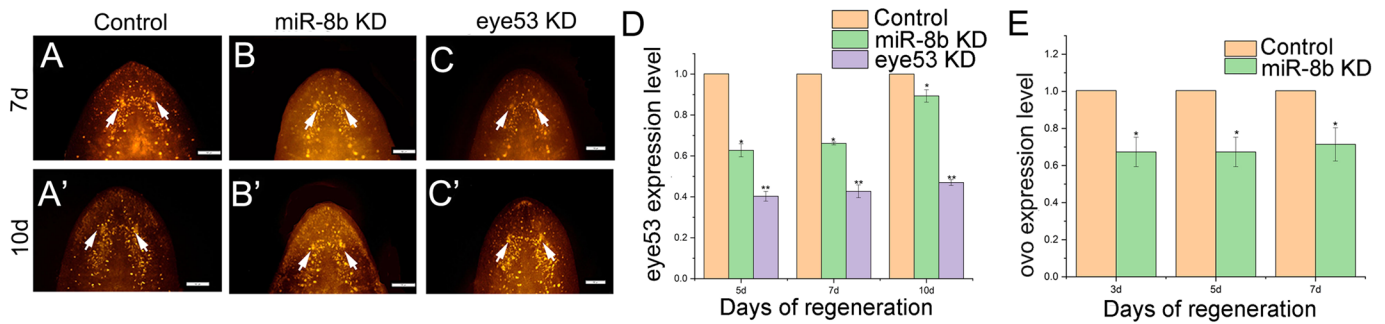 Control
miR-8b KD
eye53 KD
7d
A
B
C
10d
A'
B'
C'
D
Control
miR-8b KD
eye53 KD
eye53 expression level
1.0
0.8
0.6
0.4
0.2
0.0
*
**
*
**
*
**
5d
7d
10d
Days of regeneration
E
Control
miR-8b KD
ovo expression level
1.2
1.0
0.8
0.6
0.4
0.2
0.0
*
*
*
3d
5d
7d
Days of regeneration